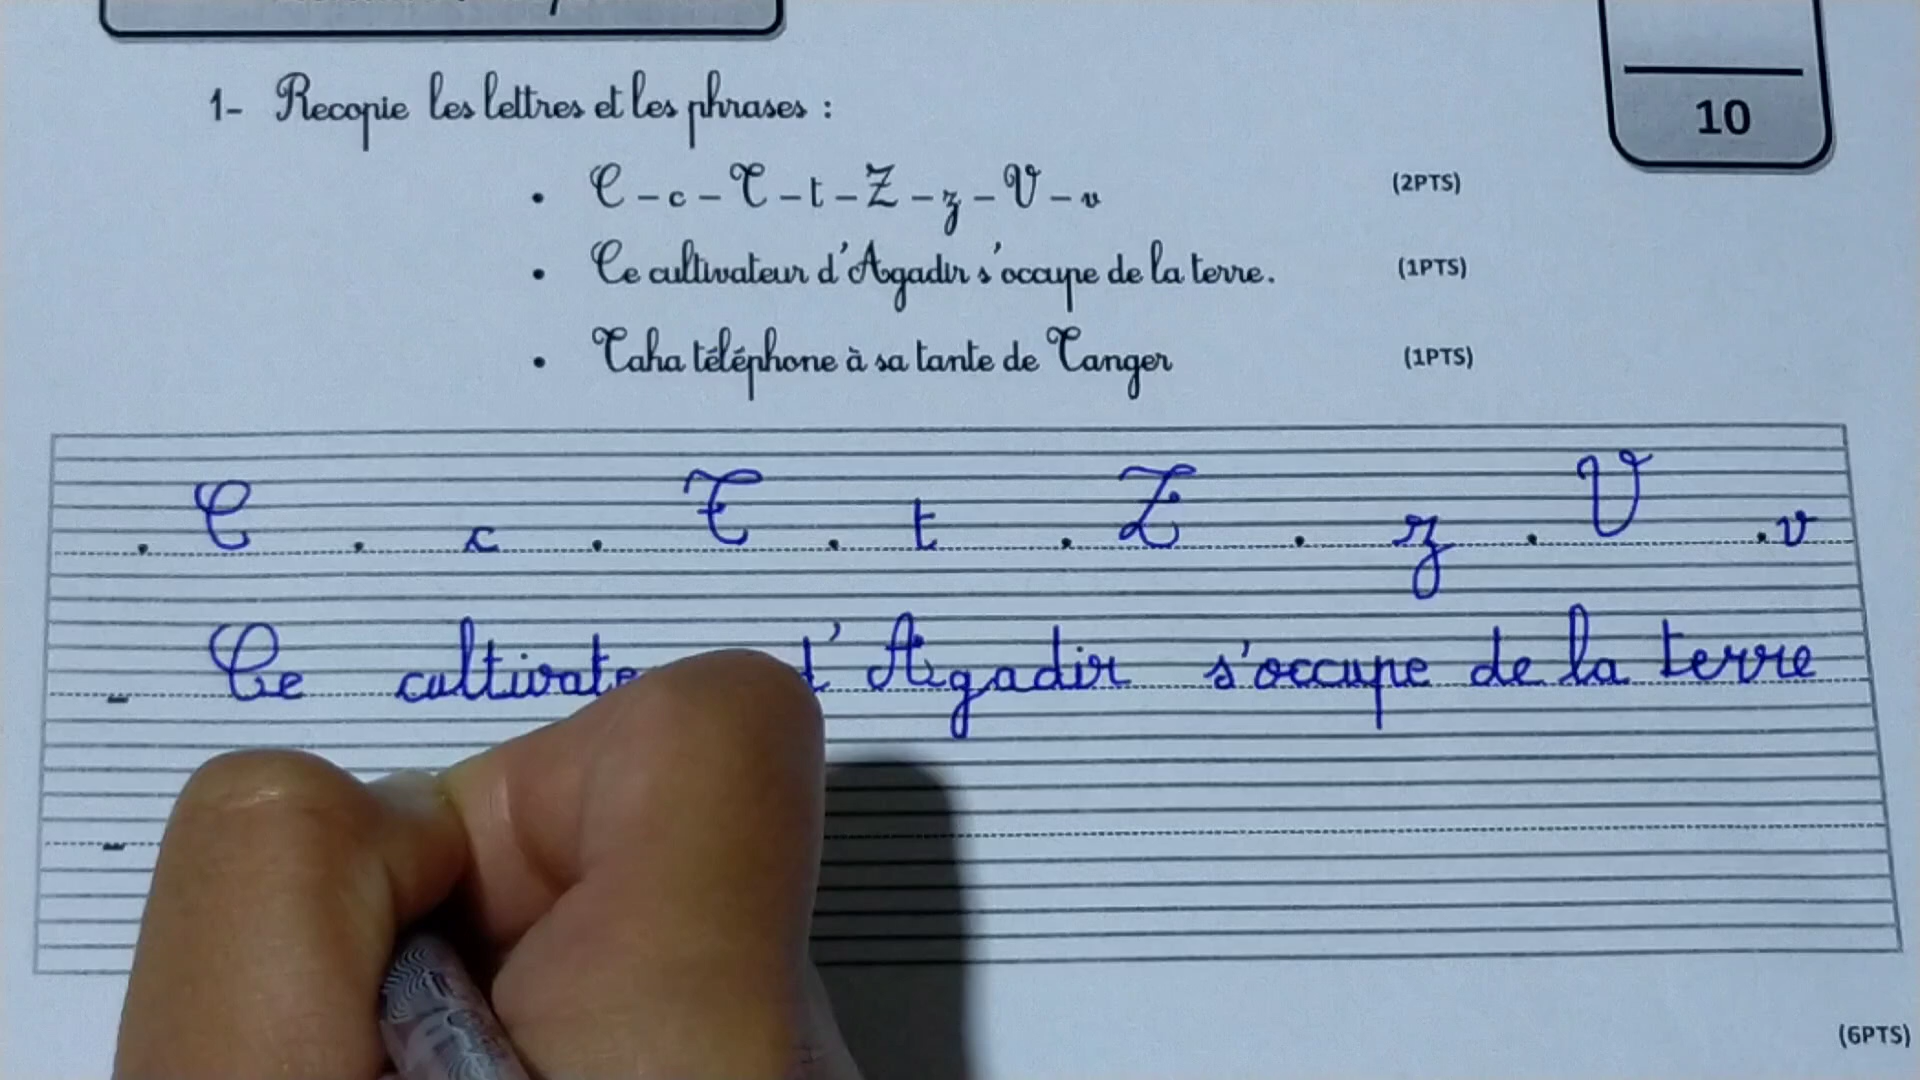 1- Recopie les lettres et les phrases :
• C – c – T – t – Z – z – V – v (2PTS)
• Ce cultivateur d'Agadir s'occupe de la terre. (1PTS)
• Taha téléphone à sa tante de Tanger (1PTS)
10
. C . c . T . t . Z . z . V . v
- Ce d'Agadir s'occupe de la terre
-
(6PTS)